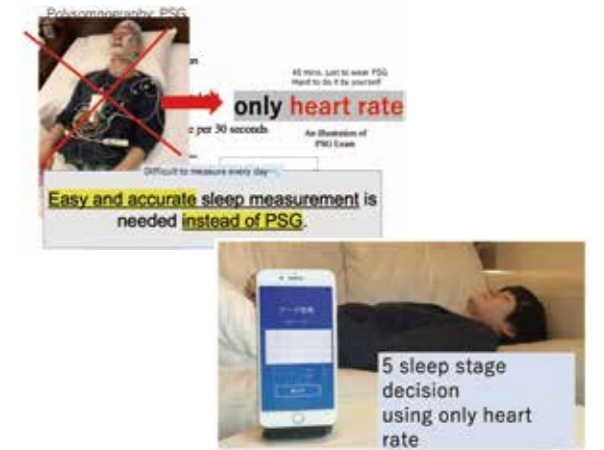 Polysomnography: PSG
40 mins. just to wear PSG
Hard to do it by yourself
only heart rate
e per 30 seconds
An illustration of
PSG Exam
Difficult to measure every day
Easy and accurate sleep measurement is
needed instead of PSG.
5 sleep stage
decision
using only heart
rate